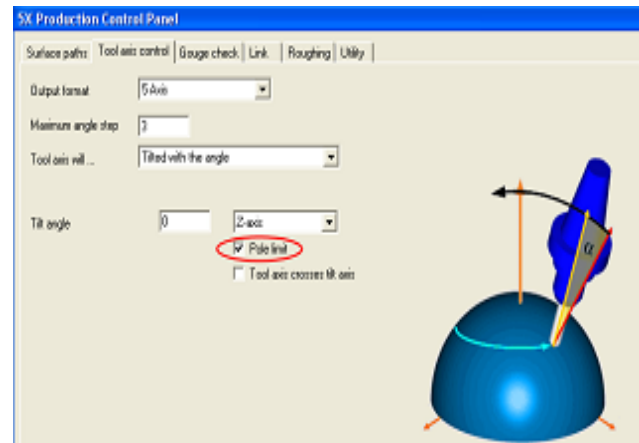 5X Production Control Panel
Surface paths Tool axis control Gouge check Link Roughing Utility
Output format 5-Axis
Maximum angle step 3
Tool axis will ... Tilted with the angle
Tilt angle 0 Z-axis
Pole limit
Tool axis crosses tilt axis
α